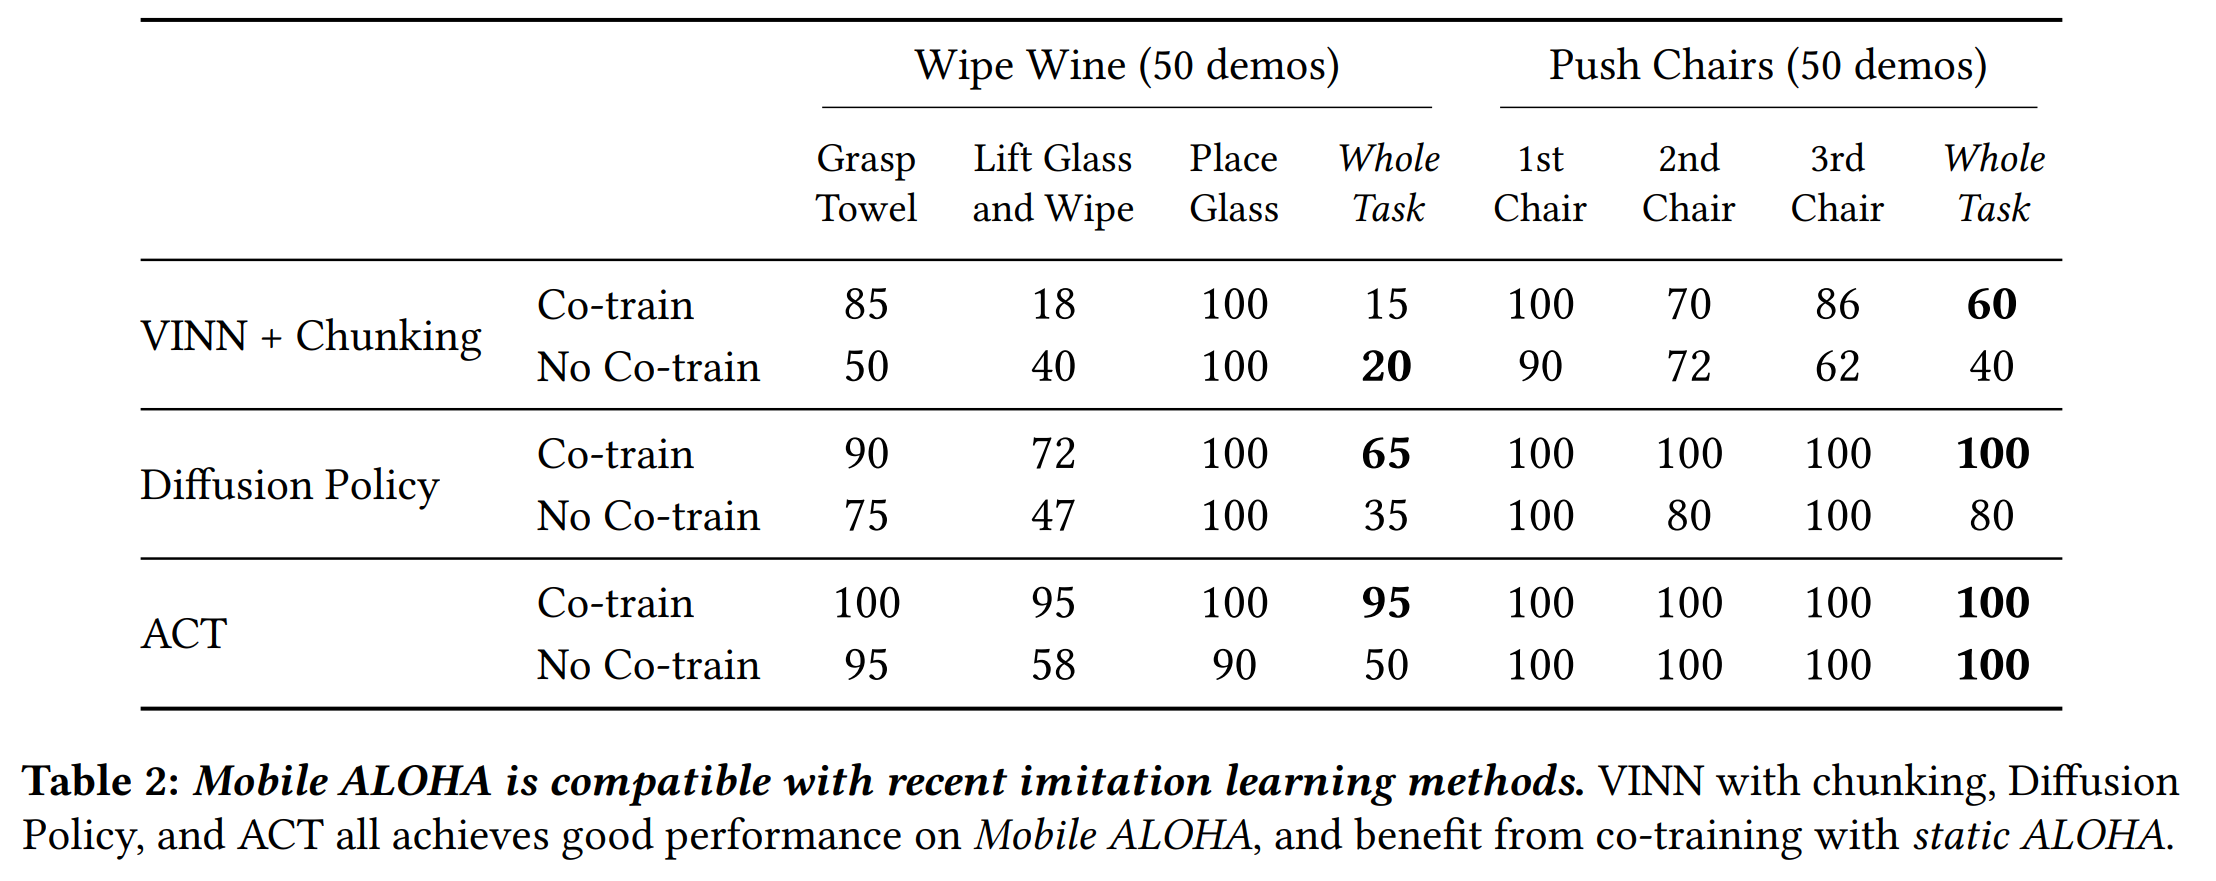 Wipe Wine (50 demos) Push Chairs (50 demos)
Grasp Towel Lift Glass and Wipe Place Glass Whole Task 1st Chair 2nd Chair 3rd Chair Whole Task
VINN + Chunking
Co-train 85 18 100 15 100 70 86 60
No Co-train 50 40 100 20 90 72 62 40
Diffusion Policy
Co-train 90 72 100 65 100 100 100 100
No Co-train 75 47 100 35 100 80 100 80
ACT
Co-train 100 95 100 95 100 100 100 100
No Co-train 95 58 90 50 100 100 100 100
Table 2: Mobile ALOHA is compatible with recent imitation learning methods. VINN with chunking, Diffusion
Policy, and ACT all achieves good performance on Mobile ALOHA, and benefit from co-training with static ALOHA.